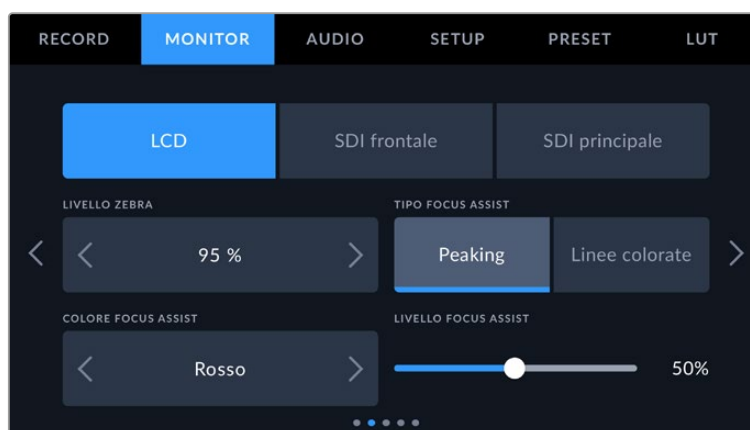 RECORD MONITOR AUDIO SETUP PRESET LUT
LCD SDI frontale SDI principale
LIVELLO ZEBRA TIPO FOCUS ASSIST
95 % Peaking Linee colorate
COLORE FOCUS ASSIST LIVELLO FOCUS ASSIST
Rosso 50%